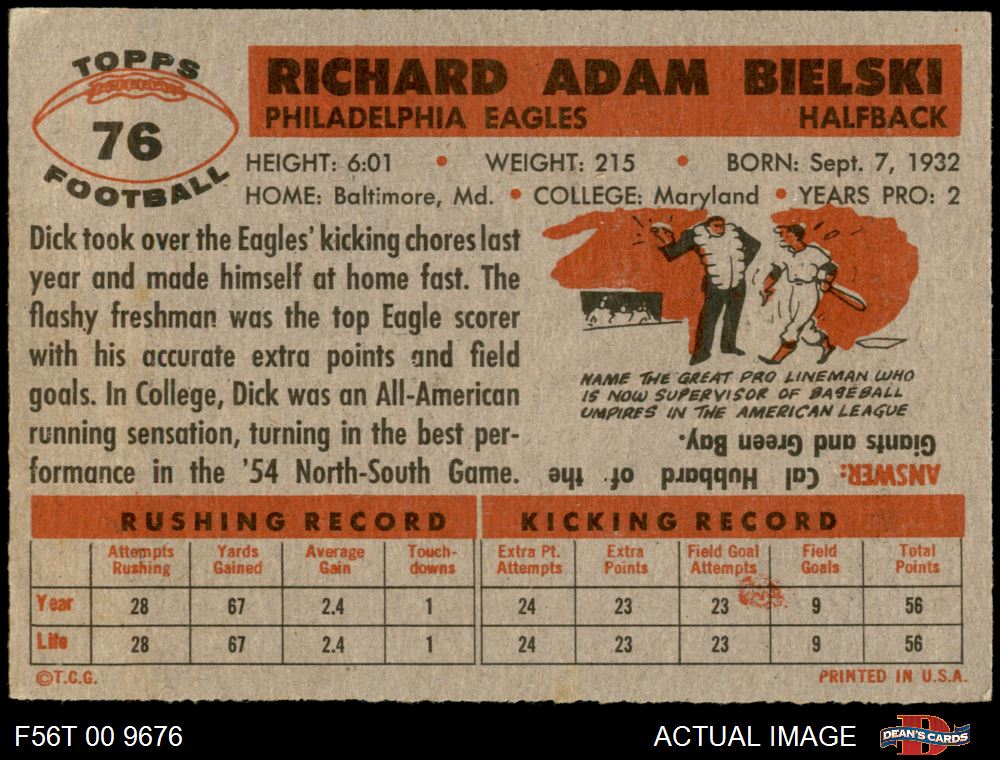 TOPPS
76
FOOTBALL
RICHARD ADAM BIELSKI
PHILADELPHIA EAGLES HALFBACK
HEIGHT: 6:01 • WEIGHT: 215 • BORN: Sept. 7, 1932
HOME: Baltimore, Md. • COLLEGE: Maryland • YEARS PRO: 2
Dick took over the Eagles' kicking chores last
year and made himself at home fast. The
flashy freshman was the top Eagle scorer
with his accurate extra points and field
goals. In College, Dick was an All-American
running sensation, turning in the best per-
formance in the '54 North-South Game.
NAME THE GREAT PRO LINEMAN WHO
IS NOW SUPERVISOR OF BASEBALL
UMPIRES IN THE AMERICAN LEAGUE
ANSWER: Cal Hubbard of the
Giants and Green Bay.
RUSHING RECORD KICKING RECORD
Attempts Yards Average Touch- Extra Pt. Extra Field Goal Field Total
Rushing Gained Gain downs Attempts Points Attempts Goals Points
Year 28 67 2.4 1 24 23 23 9 56
Life 28 67 2.4 1 24 23 23 9 56
©T.C.G. PRINTED IN U.S.A.
F56T 00 9676 ACTUAL IMAGE DEAN'S CARDS